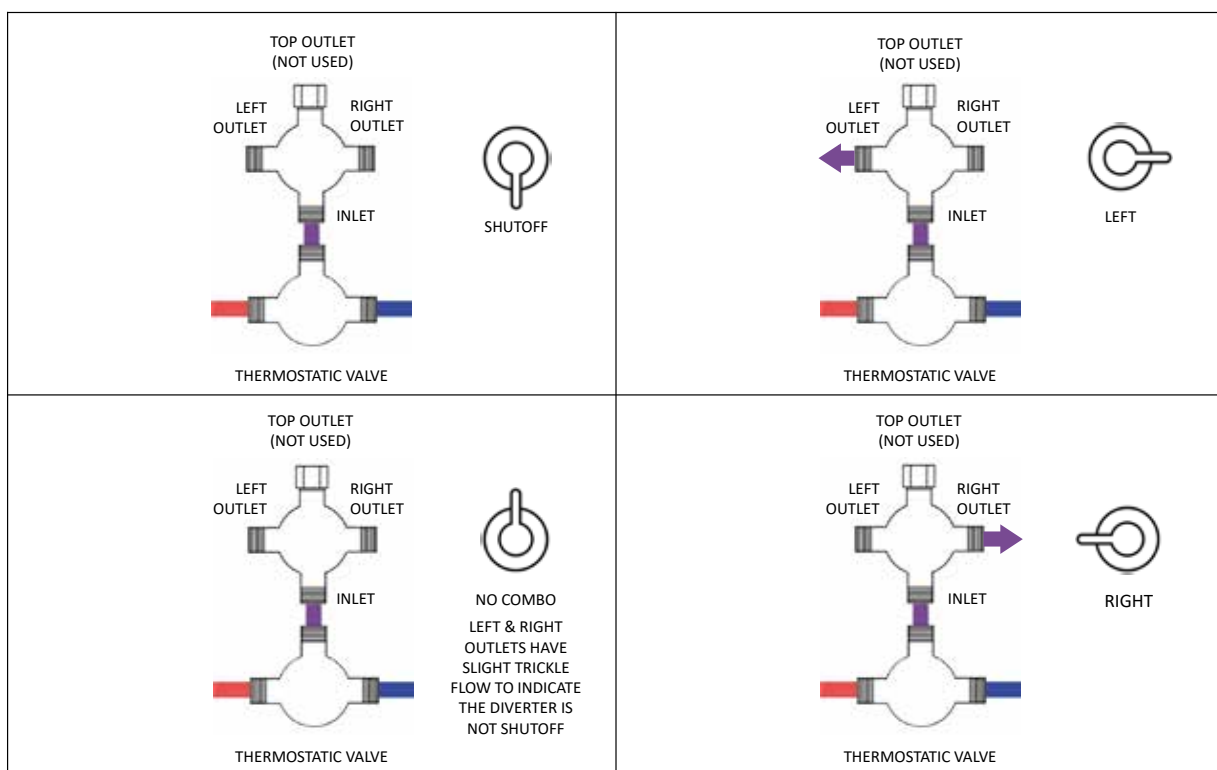 TOP OUTLET
(NOT USED)
LEFT
OUTLET
RIGHT
OUTLET
INLET
SHUTOFF
THERMOSTATIC VALVE
TOP OUTLET
(NOT USED)
LEFT
OUTLET
RIGHT
OUTLET
INLET
LEFT
THERMOSTATIC VALVE
TOP OUTLET
(NOT USED)
LEFT
OUTLET
RIGHT
OUTLET
INLET
NO COMBO
LEFT & RIGHT
OUTLETS HAVE
SLIGHT TRICKLE
FLOW TO INDICATE
THE DIVERTER IS
NOT SHUTOFF
THERMOSTATIC VALVE
TOP OUTLET
(NOT USED)
LEFT
OUTLET
RIGHT
OUTLET
INLET
RIGHT
THERMOSTATIC VALVE